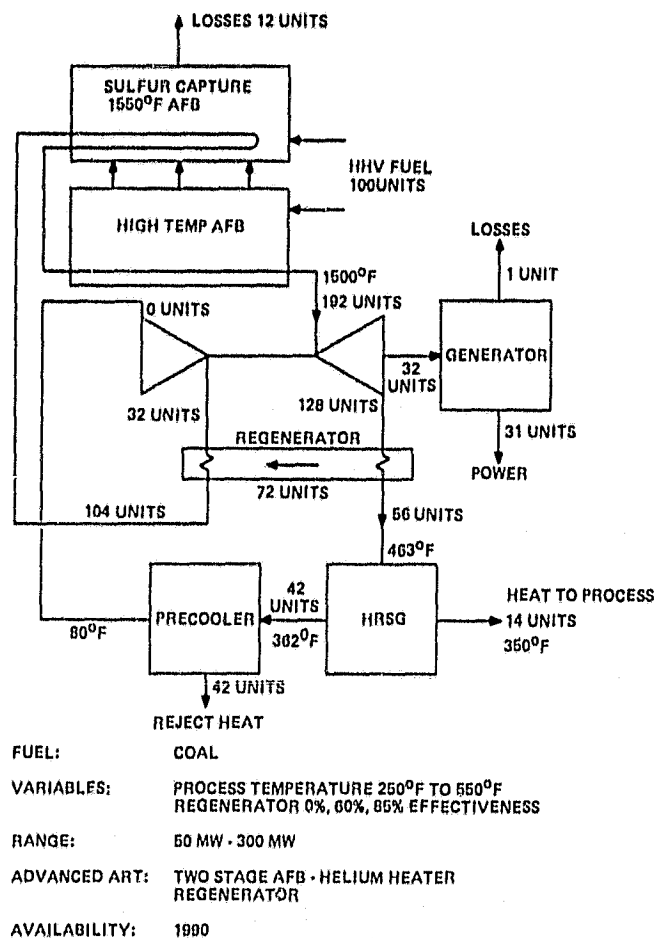 LOSSES 12 UNITS
SULFUR CAPTURE
1550°F AFB
HHV FUEL
100UNITS
HIGH TEMP AFB
LOSSES
1 UNIT
1500°F
192 UNITS
0 UNITS
GENERATOR
32
UNITS
32 UNITS
128 UNITS
31 UNITS
REGENERATOR
POWER
72 UNITS
104 UNITS
56 UNITS
463°F
42
UNITS
HEAT TO PROCESS
80°F
PRECOOLER
362°F
HRSG
14 UNITS
350°F
42 UNITS
REJECT HEAT
FUEL: COAL
VARIABLES: PROCESS TEMPERATURE 250°F TO 550°F
REGENERATOR 0%, 60%, 85% EFFECTIVENESS
RANGE: 50 MW - 300 MW
ADVANCED ART: TWO STAGE AFB - HELIUM HEATER
REGENERATOR
AVAILABILITY: 1990